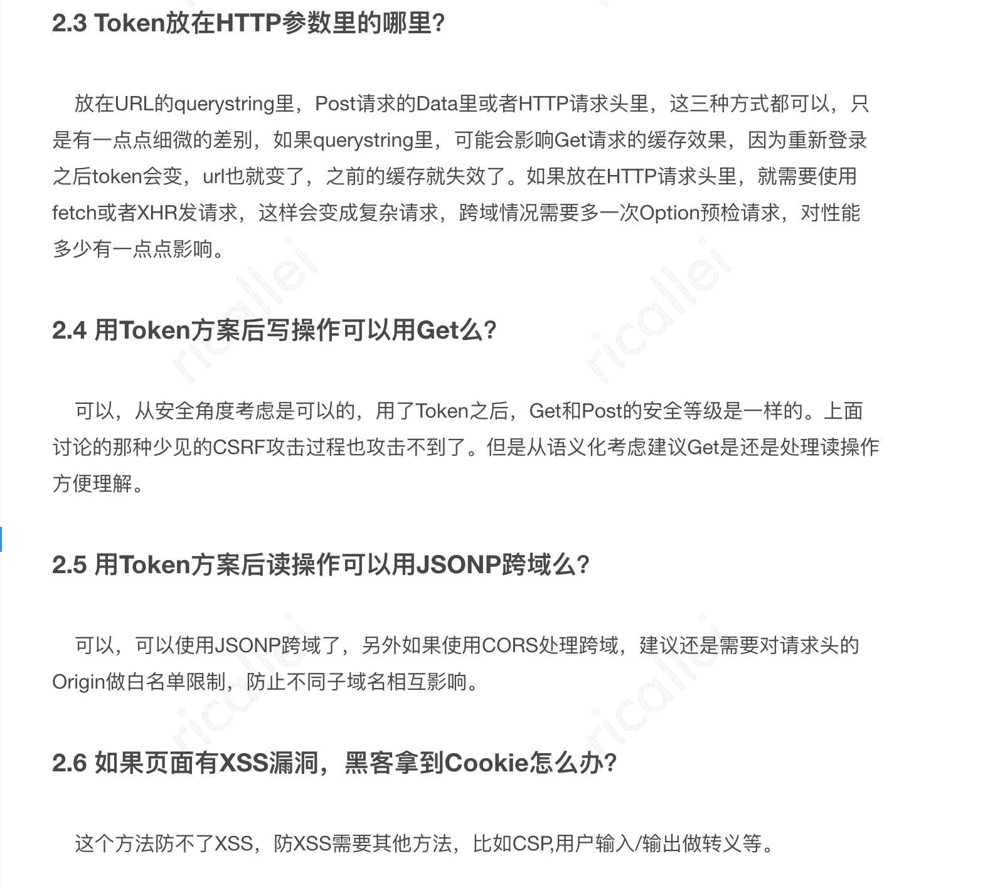 2.3 Token放在HTTP参数里的哪里？
放在URL的querystring里，Post请求的Data里或者HTTP请求头里，这三种方式都可以，只
是有一点点细微的差别，如果querystring里，可能会影响Get请求的缓存效果，因为重新登录
之后token会变，url也就变了，之前的缓存就失效了。如果放在HTTP请求头里，就需要使用
fetch或者XHR发请求，这样会变成复杂请求，跨域情况需要多一次Option预检请求，对性能
多少有一点点影响。
ricallei
ricallei
2.4 用Token方案后写操作可以用Get么？
可以，从安全角度考虑是可以的，用了Token之后，Get和Post的安全等级是一样的。上面
讨论的那种少见的CSRF攻击过程也攻击不到了。但是从语义化考虑建议Get是还是处理读操作
方便理解。
2.5 用Token方案后读操作可以用JSONP跨域么？
可以，可以使用JSONP跨域了，另外如果使用CORS处理跨域，建议还是需要对请求头的
Origin做白名单限制，防止不同子域名相互影响。
ricallei
ricallei
2.6 如果页面有XSS漏洞，黑客拿到Cookie怎么办？
这个方法防不了XSS，防XSS需要其他方法，比如CSP,用户输入/输出做转义等。